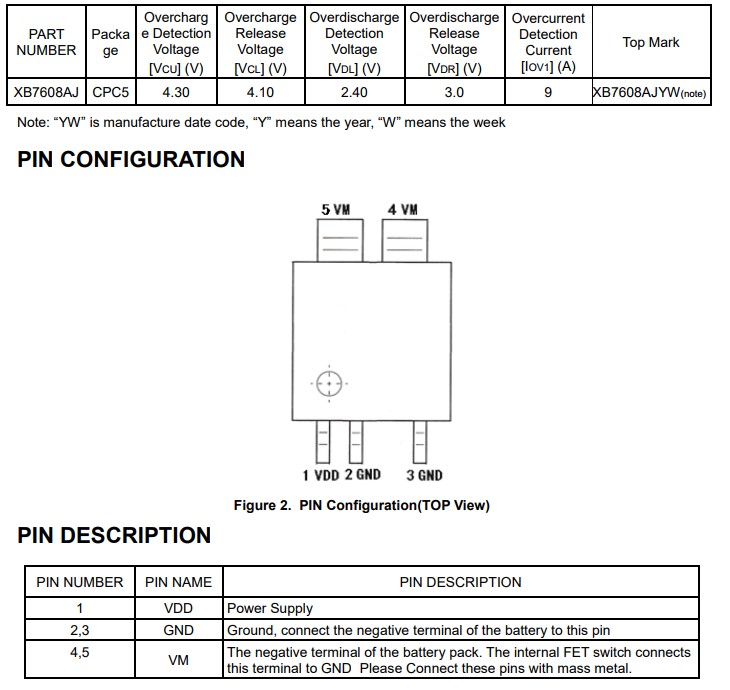 PART NUMBER Package Overcharge Detection Voltage [VCU] (V) Overcharge Release Voltage [VCL] (V) Overdischarge Detection Voltage [VDL] (V) Overdischarge Release Voltage [VDR] (V) Overcurrent Detection Current [IOV1] (A) Top Mark
XB7608AJ CPC5 4.30 4.10 2.40 3.0 9 XB7608AJYW(note)
Note: “YW” is manufacture date code, “Y” means the year, “W” means the week
PIN CONFIGURATION
5 VM 4 VM
1 VDD 2 GND 3 GND
Figure 2. PIN Configuration(TOP View)
PIN DESCRIPTION
PIN NUMBER PIN NAME PIN DESCRIPTION
1 VDD Power Supply
2,3 GND Ground, connect the negative terminal of the battery to this pin
4,5 VM The negative terminal of the battery pack. The internal FET switch connects
this terminal to GND Please Connect these pins with mass metal.